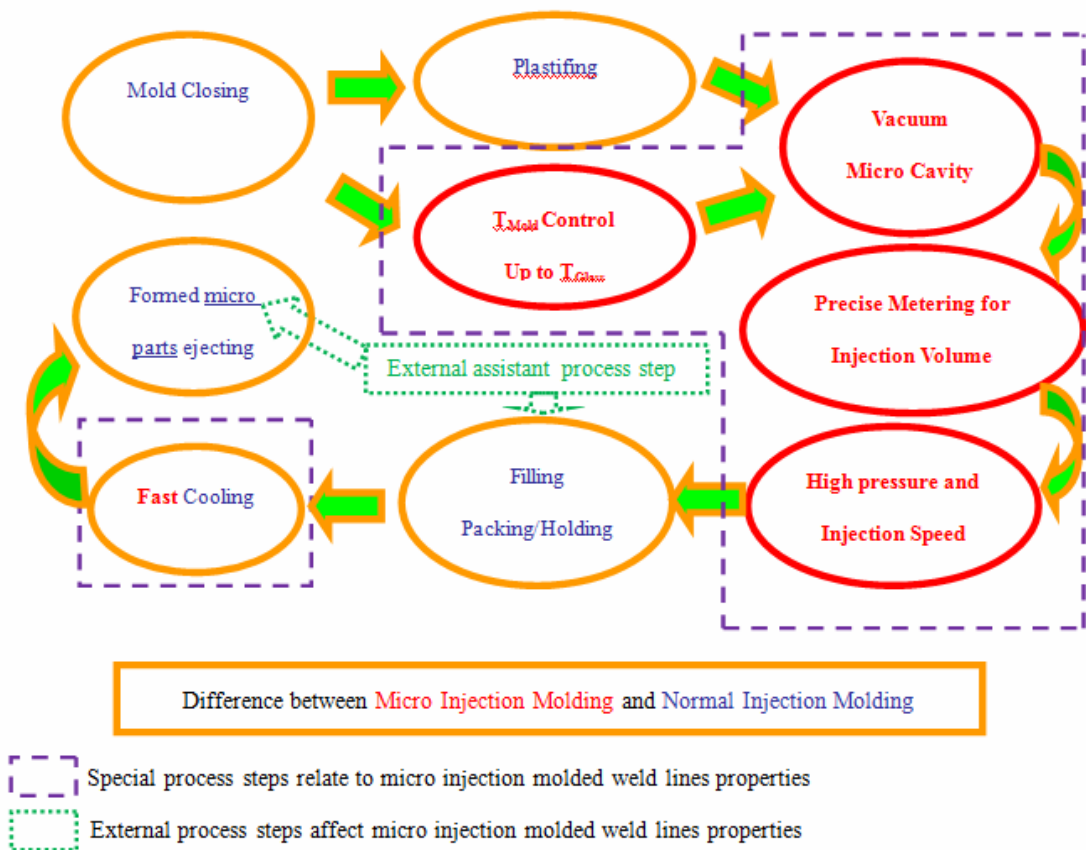 Mold Closing
Plastifing
Vacuum
Micro Cavity
T_Mold Control
Up to T_Glass
Formed micro
parts ejecting
Precise Metering for
Injection Volume
External assistant process step
Fast Cooling
Filling
Packing/Holding
High pressure and
Injection Speed
Difference between Micro Injection Molding and Normal Injection Molding
Special process steps relate to micro injection molded weld lines properties
External process steps affect micro injection molded weld lines properties